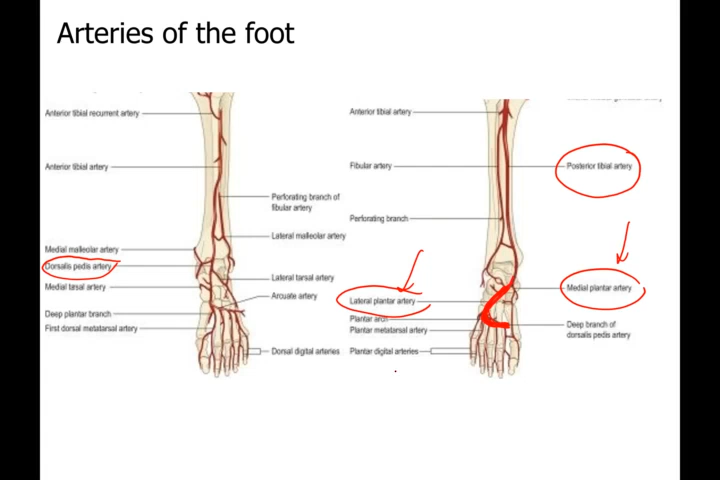 Arteries of the foot
Anterior tibial recurrent artery
Anterior tibial artery
Perforating branch of
fibular artery
Lateral malleolar artery
Medial malleolar artery
Dorsalis pedis artery
Medial tarsal artery
Lateral tarsal artery
Arcuate artery
Deep plantar branch
First dorsal metatarsal artery
Dorsal digital arteries
Anterior tibial artery
Fibular artery
Posterior tibial artery
Perforating branch
Medial plantar artery
Lateral plantar artery
Plantar arch
Plantar metatarsal artery
Deep branch of
dorsalis pedis artery
Plantar digital arteries